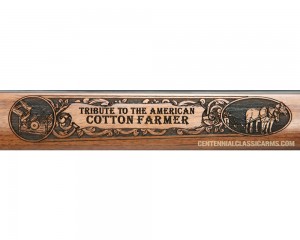 TRIBUTE TO THE AMERICAN
COTTON FARMER
CENTENNIALCLASSICARMS.COM